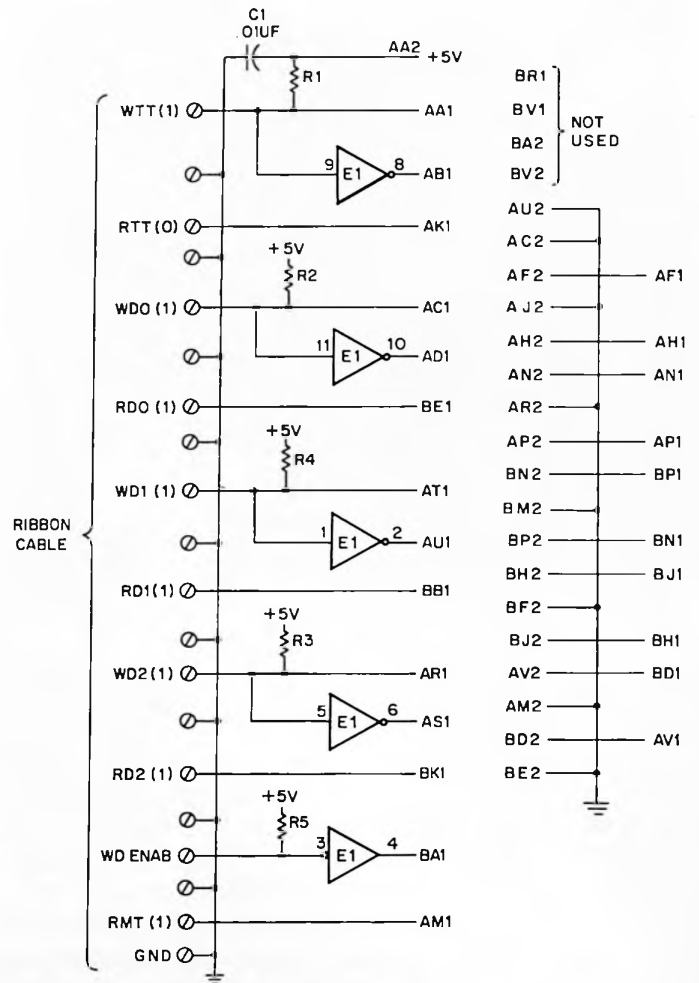 C1
.01UF
AA2 +5V
R1
WTT(1) AA1
9 E1 8 AB1
RTT(0) AK1
+5V
R2
WD0 (1) AC1
11 E1 10 AD1
RD0 (1) BE1
+5V
R4
WD1 (1) AT1
1 E1 2 AU1
RD1(1) BB1
+5V
R3
WD2 (1) AR1
5 E1 6 AS1
RD2 (1) BK1
+5V
R5
WD ENAB 3 E1 4 BA1
RMT (1) AM1
GND
RIBBON
CABLE
BR1
BV1
BA2
BV2
NOT
USED
AU2
AC2
AF2 AF1
AJ2
AH2 AH1
AN2 AN1
AR2
AP2 AP1
BN2 BP1
BM2
BP2 BN1
BH2 BJ1
BF2
BJ2 BH1
AV2 BD1
AM2
BD2 AV1
BE2